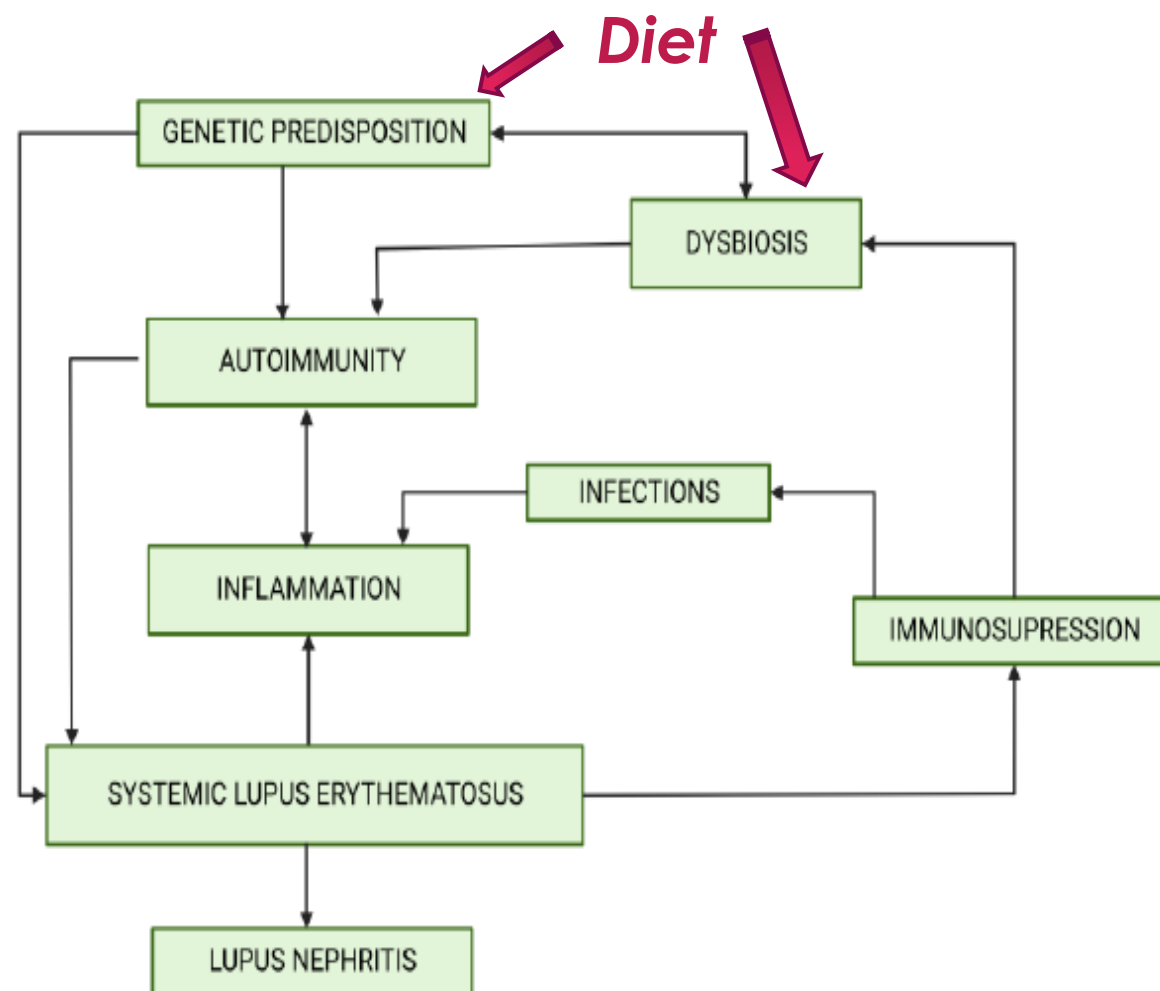 Diet
GENETIC PREDISPOSITION
DYSBIOSIS
AUTOIMMUNITY
INFECTIONS
INFLAMMATION
IMMUNOSUPRESSION
SYSTEMIC LUPUS ERYTHEMATOSUS
LUPUS NEPHRITIS